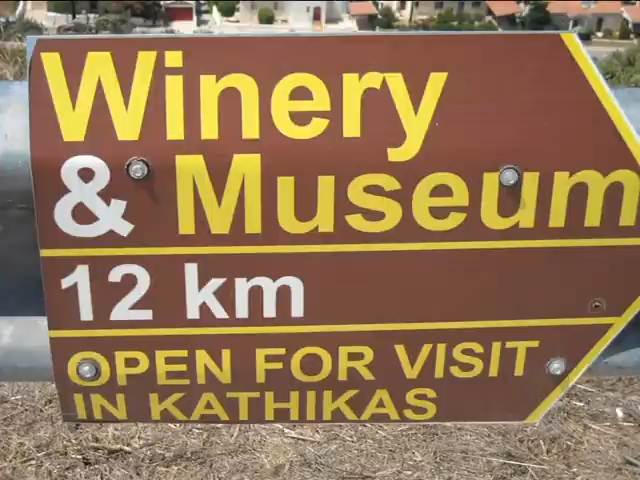 Winery
& Museum
12 km
OPEN FOR VISIT
IN KATHIKAS